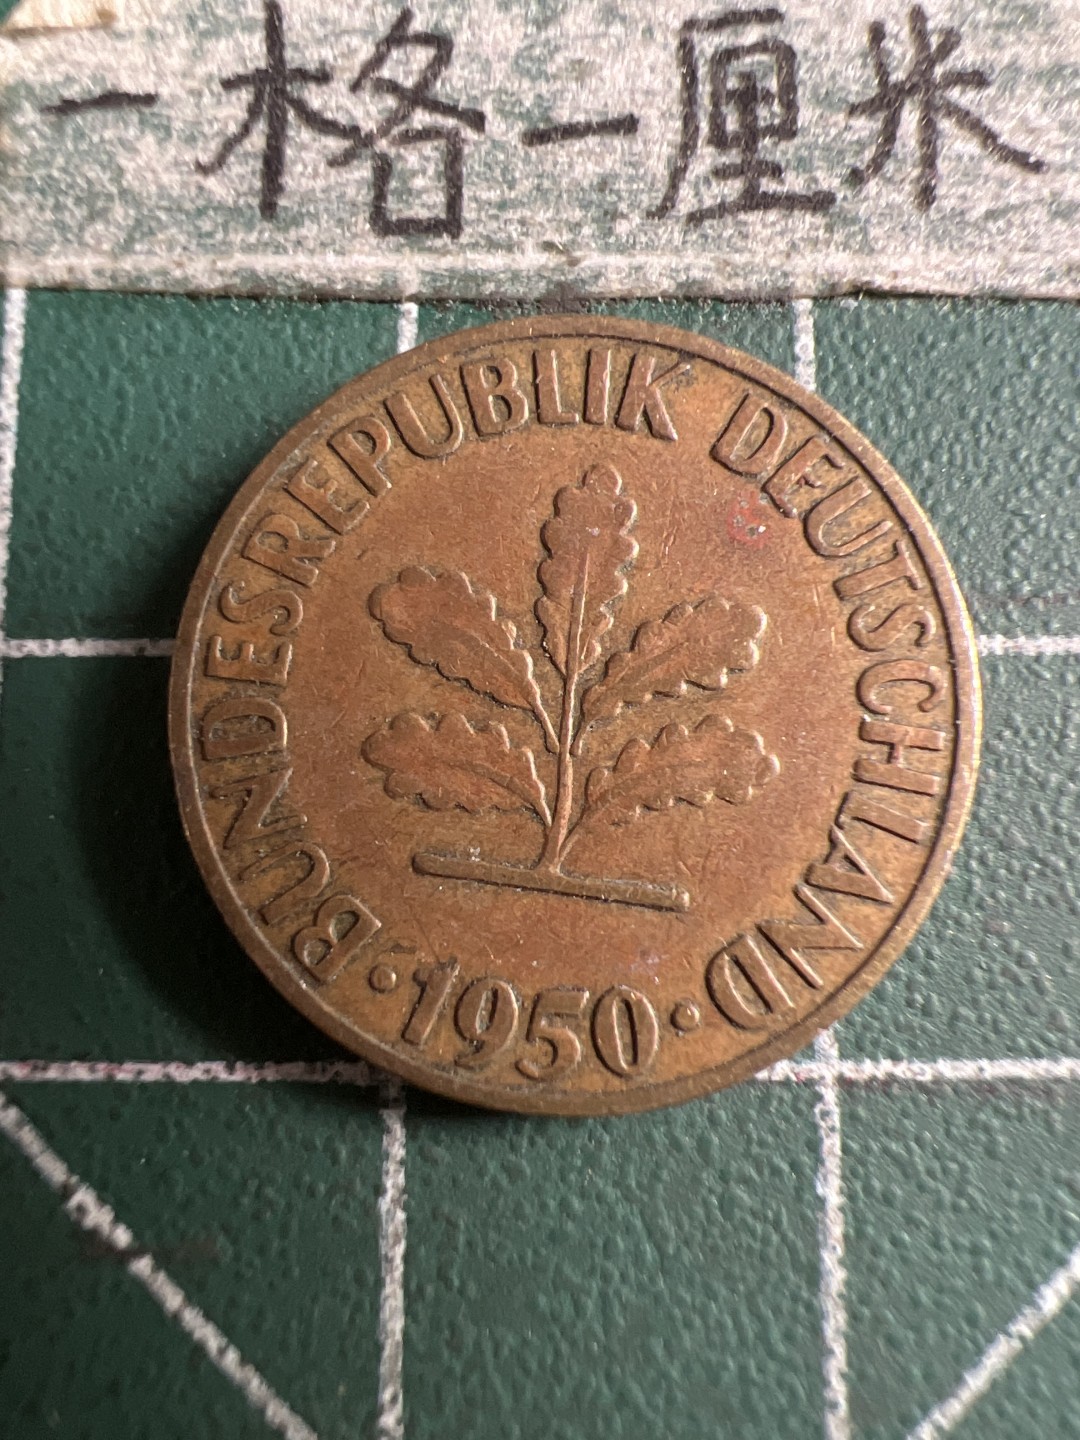 一格一厘米
BUNDESREPUBLIK DEUTSCHLAND
·1950·